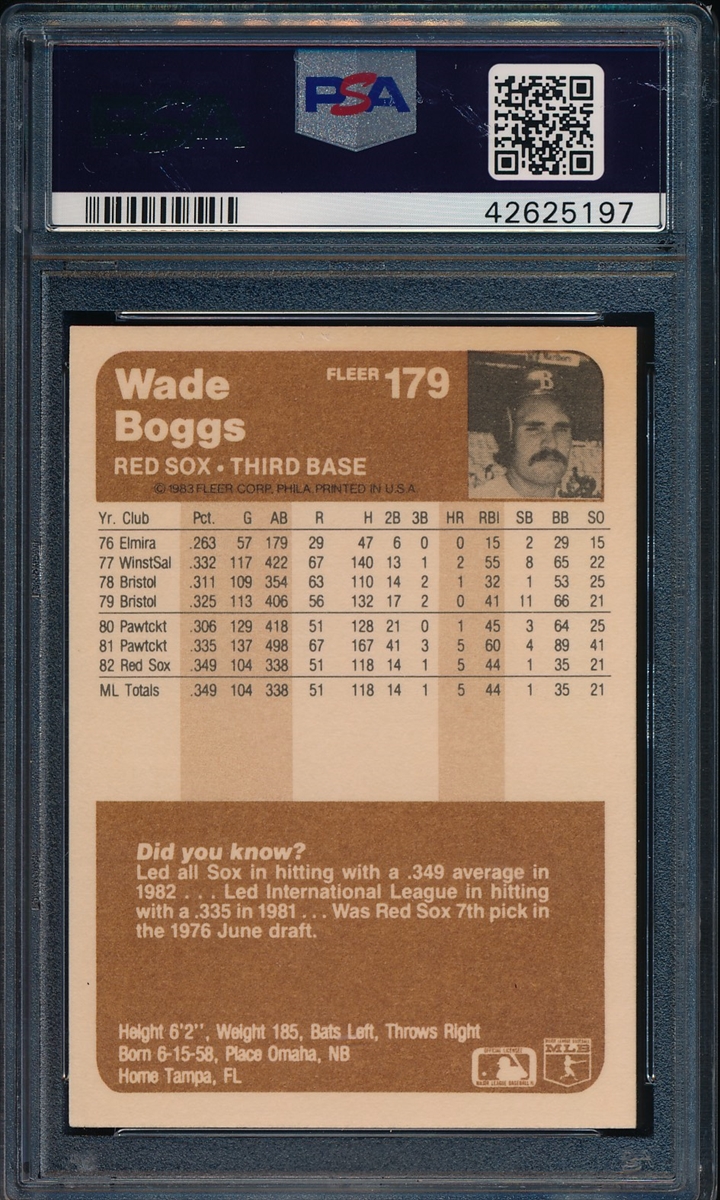 PSA
42625197
Wade
Boggs
FLEER 179
RED SOX • THIRD BASE
© 1983 FLEER CORP., PHILA. PRINTED IN U.S.A.
Yr. Club Pct. G AB R H 2B 3B HR RBI SB BB SO
76 Elmira .263 57 179 29 47 6 0 0 15 2 29 15
77 WinstSal .332 117 422 67 140 13 1 2 55 8 65 22
78 Bristol .311 109 354 63 110 14 2 1 32 1 53 25
79 Bristol .325 113 406 56 132 17 2 0 41 11 66 21
80 Pawtckt .306 129 418 51 128 21 0 1 45 3 64 25
81 Pawtckt .335 137 498 67 167 41 3 5 60 4 89 41
82 Red Sox .349 104 338 51 118 14 1 5 44 1 35 21
ML Totals .349 104 338 51 118 14 1 5 44 1 35 21
Did you know?
Led all Sox in hitting with a .349 average in
1982 . . . Led International League in hitting
with a .335 in 1981 . . . Was Red Sox 7th pick in
the 1976 June draft.
Height 6'2'', Weight 185, Bats Left, Throws Right
Born 6-15-58, Place Omaha, NB
Home Tampa, FL
MLB